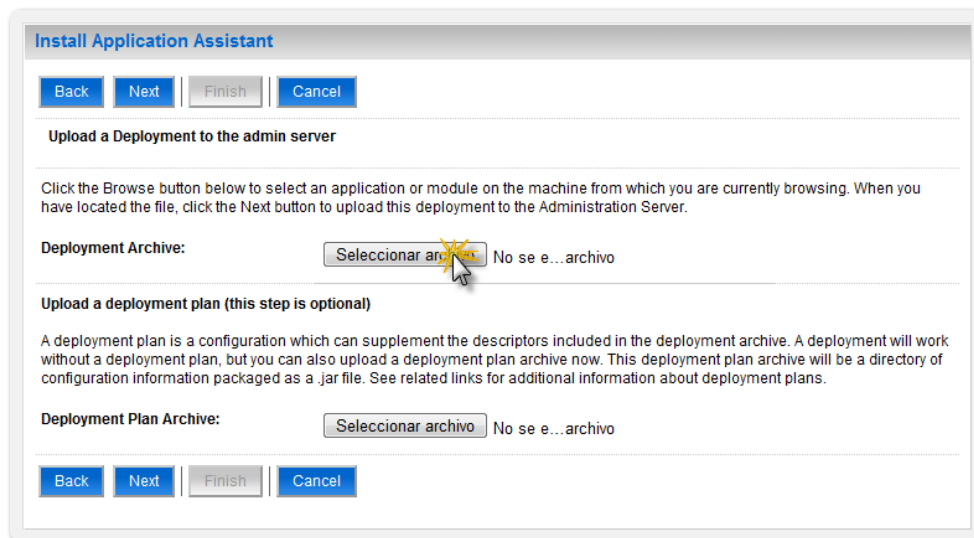 Install Application Assistant
Back Next Finish Cancel
Upload a Deployment to the admin server
Click the Browse button below to select an application or module on the machine from which you are currently browsing. When you
have located the file, click the Next button to upload this deployment to the Administration Server.
Deployment Archive: Seleccionar No se e...archivo
Upload a deployment plan (this step is optional)
A deployment plan is a configuration which can supplement the descriptors included in the deployment archive. A deployment will work
without a deployment plan, but you can also upload a deployment plan archive now. This deployment plan archive will be a directory of
configuration information packaged as a .jar file. See related links for additional information about deployment plans.
Deployment Plan Archive: Seleccionar archivo No se e...archivo
Back Next Finish Cancel